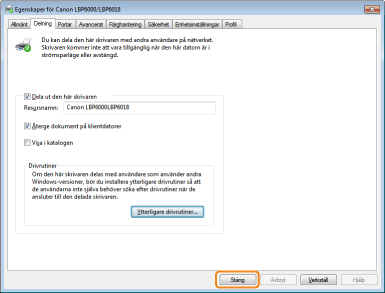 Egenskaper för Canon LBP6000/LBP6018
Allmänt Delning Portar Avancerat Färghantering Säkerhet Enhetsinställningar Profil
Du kan dela den här skrivaren med andra användare på nätverket.
Skrivaren kommer inte att vara tillgänglig när den här datorn är i
strömsparläge eller avstängd.
Dela ut den här skrivaren
Resursnamn: Canon LBP6000LBP6018
Återge dokument på klientdatorer
Visa i katalogen
Drivrutiner
Om den här skrivaren delas med användare som använder andra
Windows-versioner, bör du installera ytterligare drivrutiner så att
de användarna inte själva behöver söka efter drivrutiner när de
ansluter till den delade skrivaren.
Ytterligare drivrutiner...
Stäng Avbryt Verkställ Hjälp